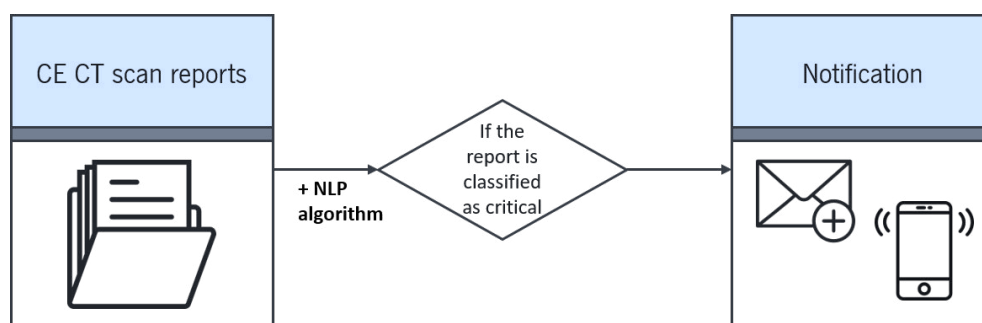 CE CT scan reports
+ NLP
algorithm
If the
report is
classified
as critical
Notification